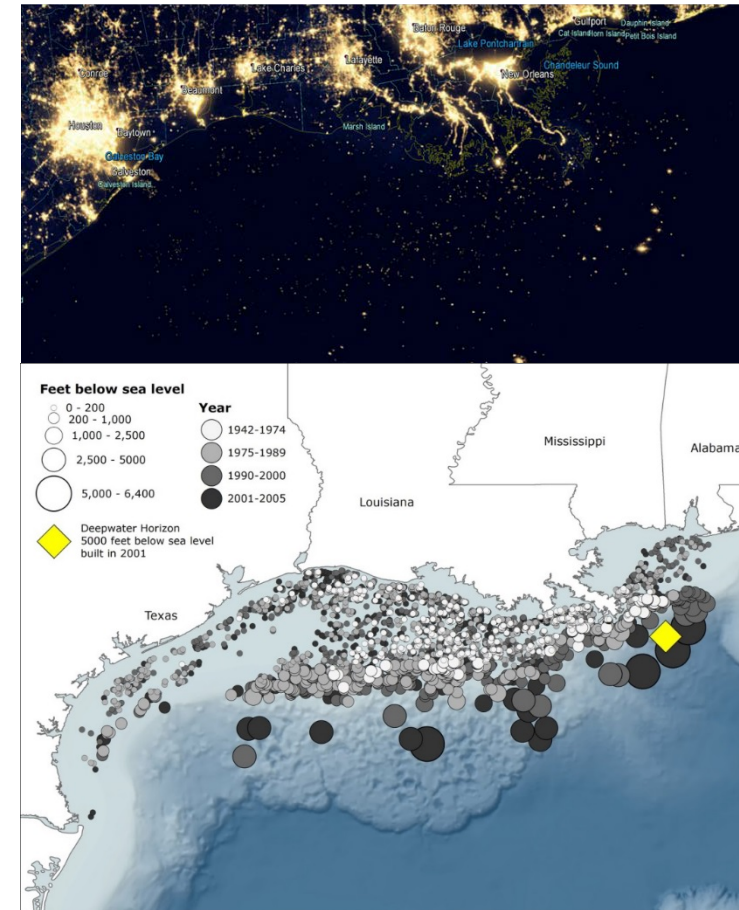 Baton Rouge
Gulfport
Dauphin Island
Cat Island
Horn Island
Petit Bois Island
Lake Pontchartrain
Conroe
Lake Charles
Lafayette
New Orleans
Chandeleur Sound
Beaumont
Houston
Baytown
Marsh Island
Galveston Bay
Galveston
Galveston Island
Feet below sea level
0 - 200
200 - 1,000
1,000 - 2,500
2,500 - 5000
5,000 - 6,400
Year
1942-1974
1975-1989
1990-2000
2001-2005
Deepwater Horizon
5000 feet below sea level
built in 2001
Mississippi
Alabama
Louisiana
Texas